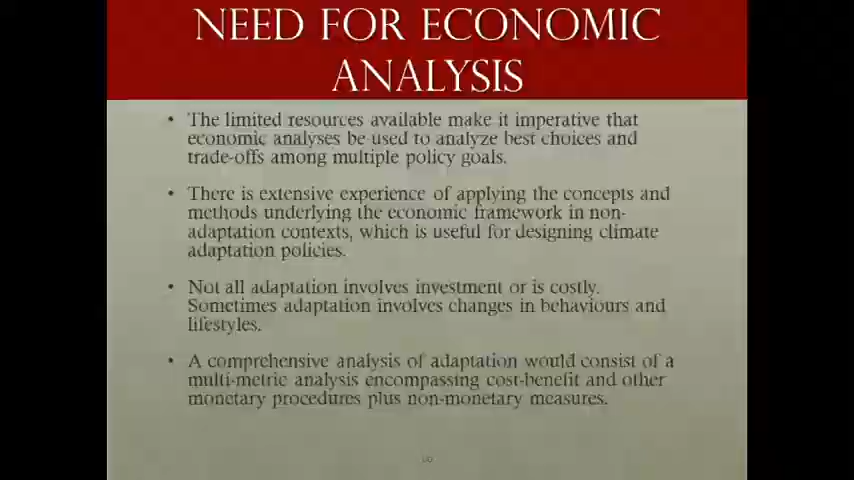 NEED FOR ECONOMIC
ANALYSIS
• The limited resources available make it imperative that
economic analyses be used to analyze best choices and
trade-offs among multiple policy goals.
• There is extensive experience of applying the concepts and
methods underlying the economic framework in non-
adaptation contexts, which is useful for designing climate
adaptation policies.
• Not all adaptation involves investment or is costly.
Sometimes adaptation involves changes in behaviours and
lifestyles.
• A comprehensive analysis of adaptation would consist of a
multi-metric analysis encompassing cost-benefit and other
monetary procedures plus non-monetary measures.